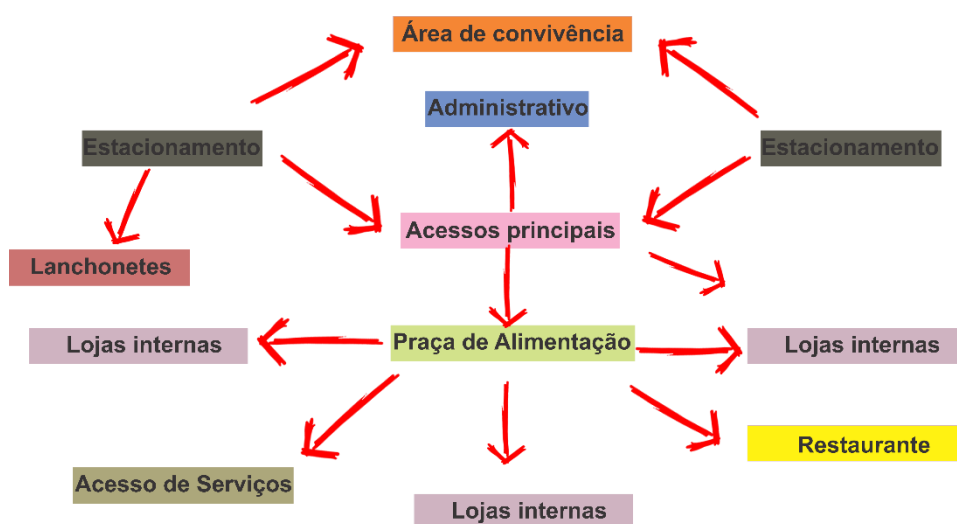 Área de convivência
Administrativo
Estacionamento
Estacionamento
Acessos principais
Lanchonetes
Lojas internas
Praça de Alimentação
Lojas internas
Restaurante
Acesso de Serviços
Lojas internas